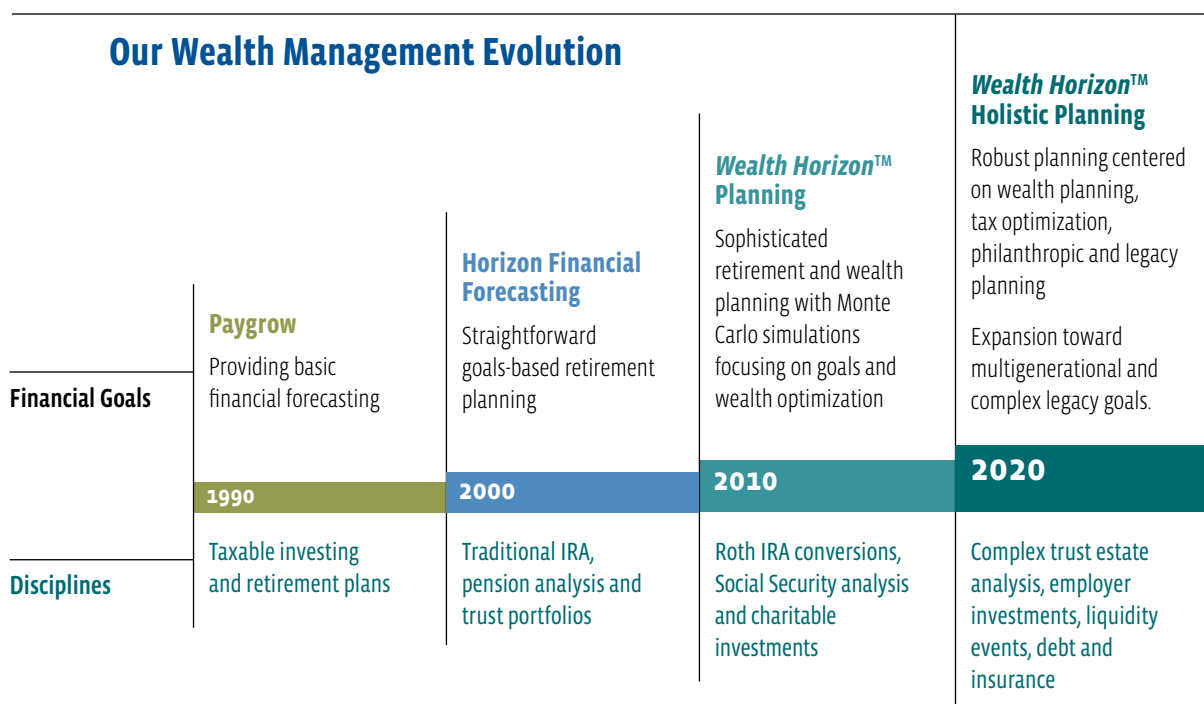 Our Wealth Management Evolution
Financial Goals
Disciplines
Paygrow
Providing basic
financial forecasting
1990
Taxable investing
and retirement plans
Horizon Financial
Forecasting
Straightforward
goals-based retirement
planning
2000
Traditional IRA,
pension analysis and
trust portfolios
Wealth Horizon™
Planning
Sophisticated
retirement and wealth
planning with Monte
Carlo simulations
focusing on goals and
wealth optimization
2010
Roth IRA conversions,
Social Security analysis
and charitable
investments
Wealth Horizon™
Holistic Planning
Robust planning centered
on wealth planning,
tax optimization,
philanthropic and legacy
planning
Expansion toward
multigenerational and
complex legacy goals.
2020
Complex trust estate
analysis, employer
investments, liquidity
events, debt and
insurance